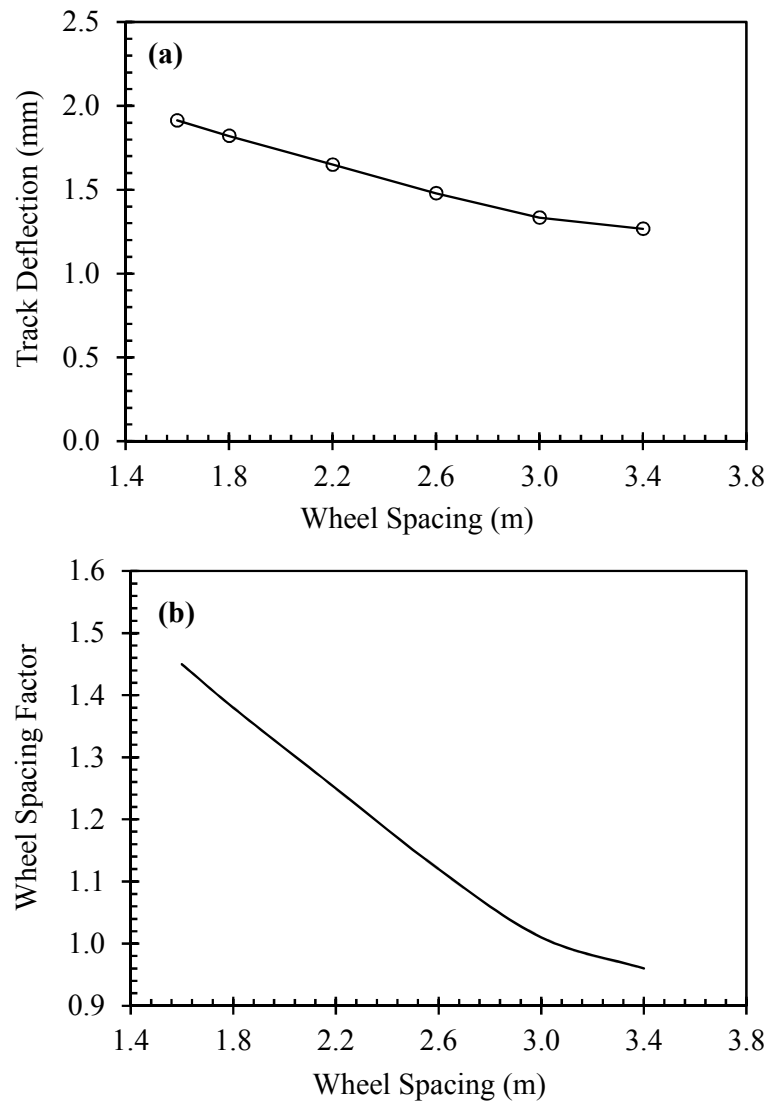 (a)
Track Deflection (mm)
2.5
2.0
1.5
1.0
0.5
0.0
1.4 1.8 2.2 2.6 3.0 3.4 3.8
Wheel Spacing (m)
(b)
Wheel Spacing Factor
1.6
1.5
1.4
1.3
1.2
1.1
1.0
0.9
1.4 1.8 2.2 2.6 3.0 3.4 3.8
Wheel Spacing (m)